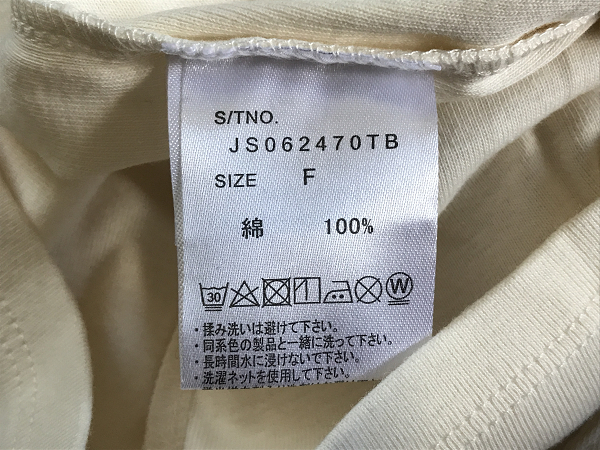 S/TNO.
JS062470TB
SIZE F
綿 100%
30 W
・揉み洗いは避けて下さい。
・同系色の製品と一緒に洗って下さい。
・長時間水に浸けないで下さい。
・洗濯ネットを使用して下さい。